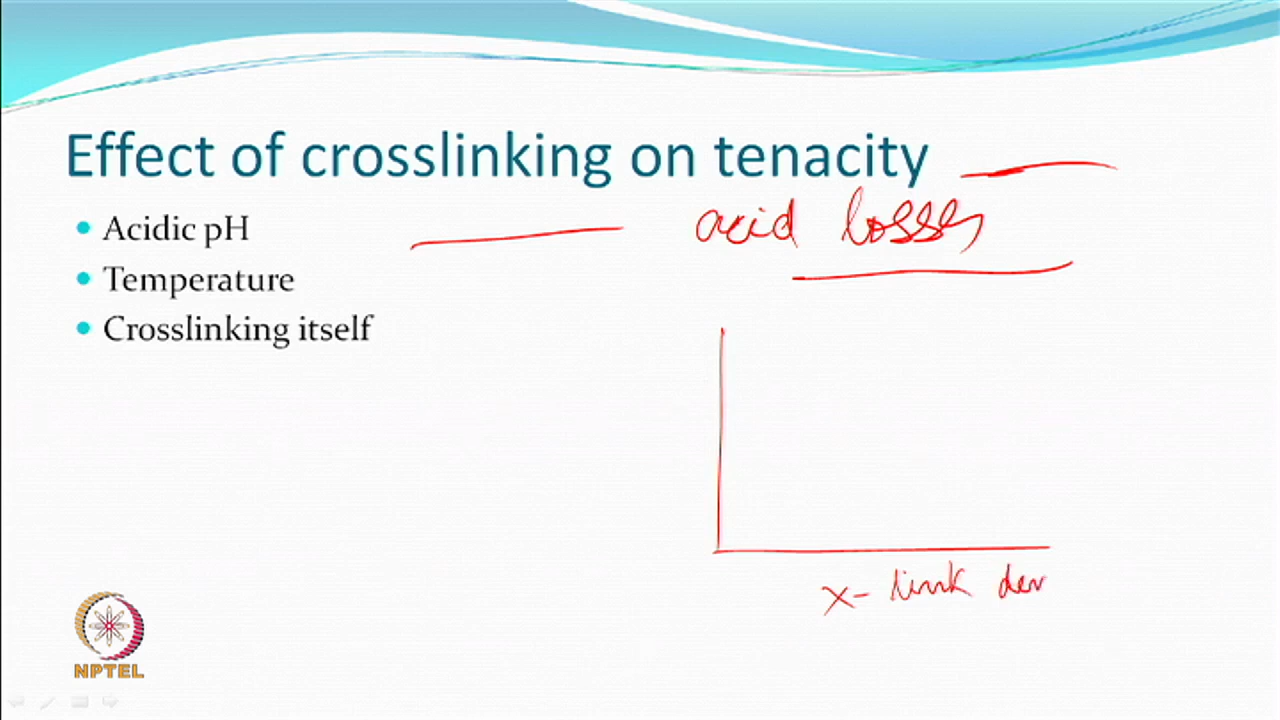 Effect of crosslinking on tenacity
Acidic pH
acid losses
Temperature
Crosslinking itself
x- link den
NPTEL